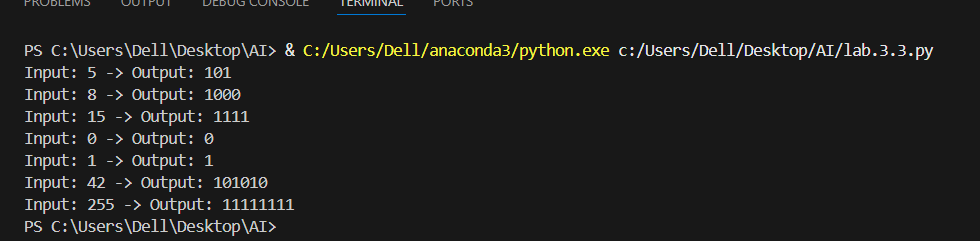 PROBLEMS OUTPUT DEBUG CONSOLE TERMINAL PORTS
PS C:\Users\Dell\Desktop\AI> & C:/Users/Dell/anaconda3/python.exe c:/Users/Dell/Desktop/AI/lab.3.3.py
Input: 5 -> Output: 101
Input: 8 -> Output: 1000
Input: 15 -> Output: 1111
Input: 0 -> Output: 0
Input: 1 -> Output: 1
Input: 42 -> Output: 101010
Input: 255 -> Output: 11111111
PS C:\Users\Dell\Desktop\AI>